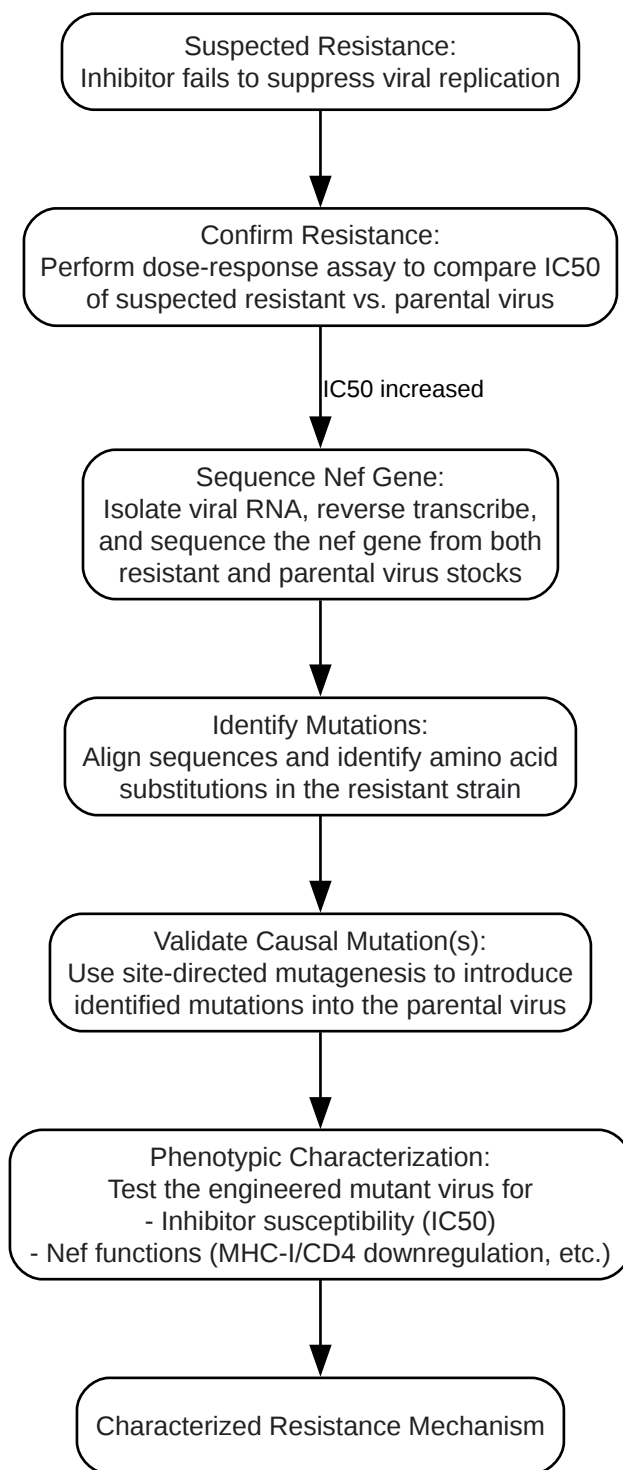 Suspected Resistance:
Inhibitor fails to suppress viral replication
Confirm Resistance:
Perform dose-response assay to compare IC50
of suspected resistant vs. parental virus
IC50 increased
Sequence Nef Gene:
Isolate viral RNA, reverse transcribe,
and sequence the nef gene from both
resistant and parental virus stocks
Identify Mutations:
Align sequences and identify amino acid
substitutions in the resistant strain
Validate Causal Mutation(s):
Use site-directed mutagenesis to introduce
identified mutations into the parental virus
Phenotypic Characterization:
Test the engineered mutant virus for
- Inhibitor susceptibility (IC50)
- Nef functions (MHC-I/CD4 downregulation, etc.)
Characterized Resistance Mechanism